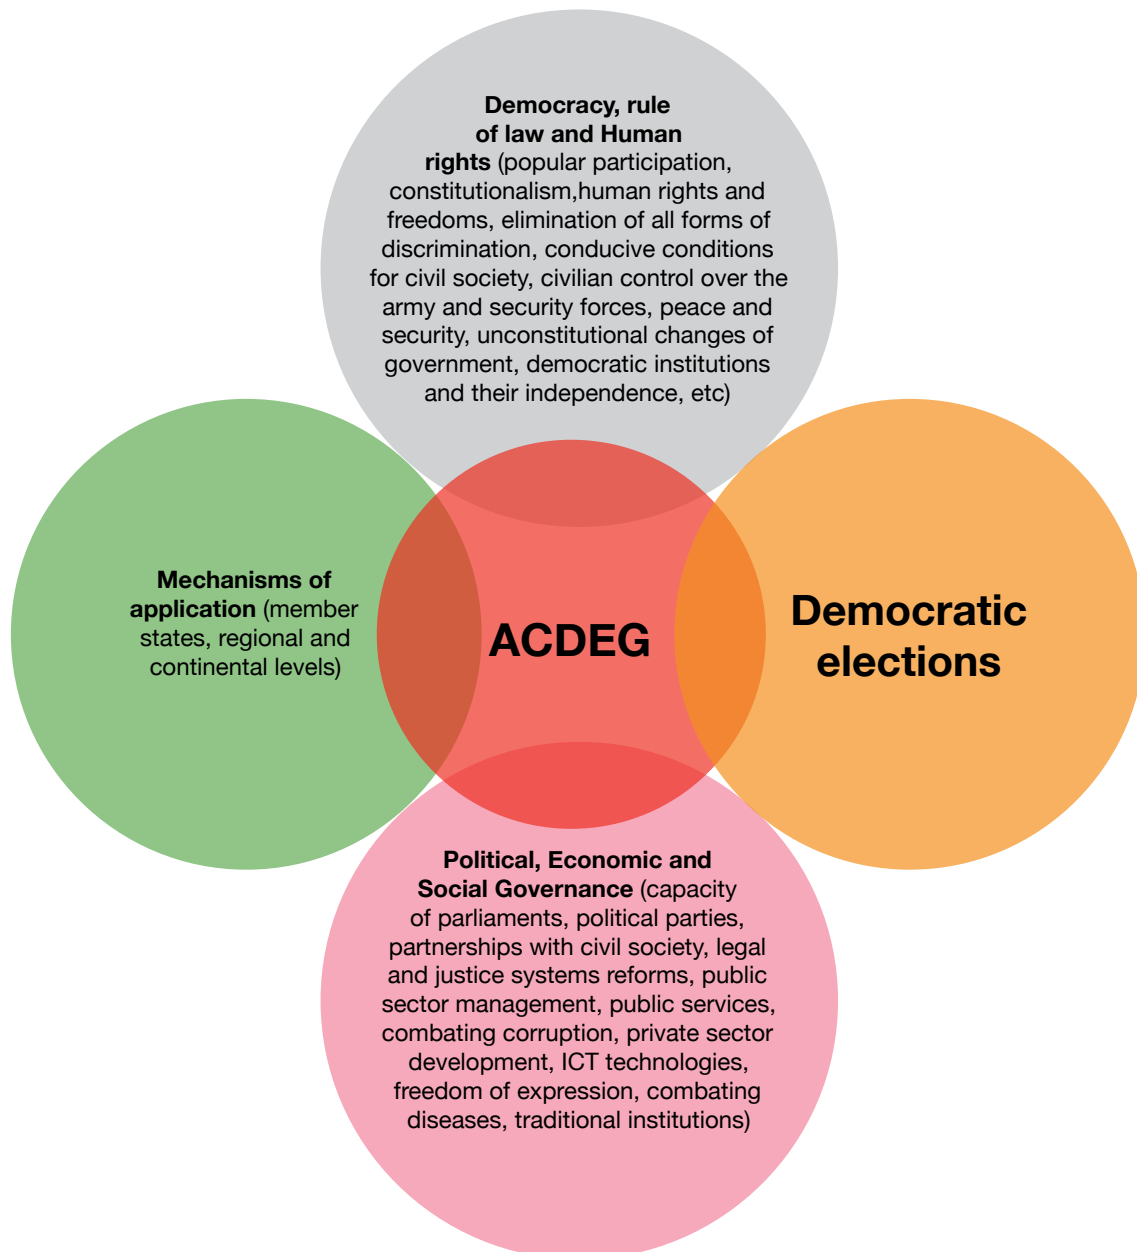 Democracy, rule
of law and Human
rights (popular participation,
constitutionalism,human rights and
freedoms, elimination of all forms of
discrimination, conducive conditions
for civil society, civilian control over the
army and security forces, peace and
security, unconstitutional changes of
government, democratic institutions
and their independence, etc)
Mechanisms of
application (member
states, regional and
continental levels)
ACDEG
Democratic
elections
Political, Economic and
Social Governance (capacity
of parliaments, political parties,
partnerships with civil society, legal
and justice systems reforms, public
sector management, public services,
combating corruption, private sector
development, ICT technologies,
freedom of expression, combating
diseases, traditional institutions)